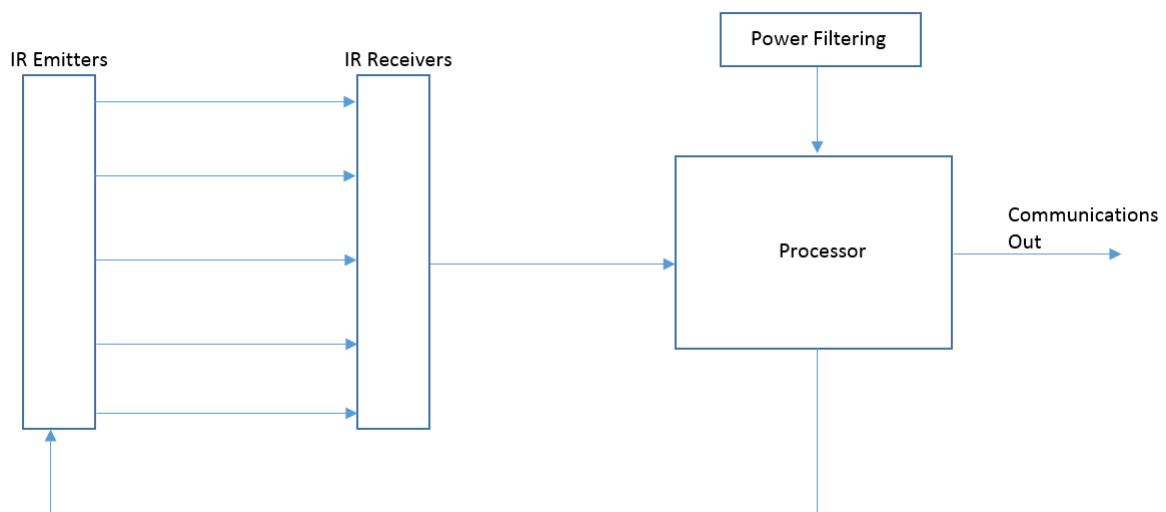 Power Filtering
IR Emitters
IR Receivers
Processor
Communications
Out